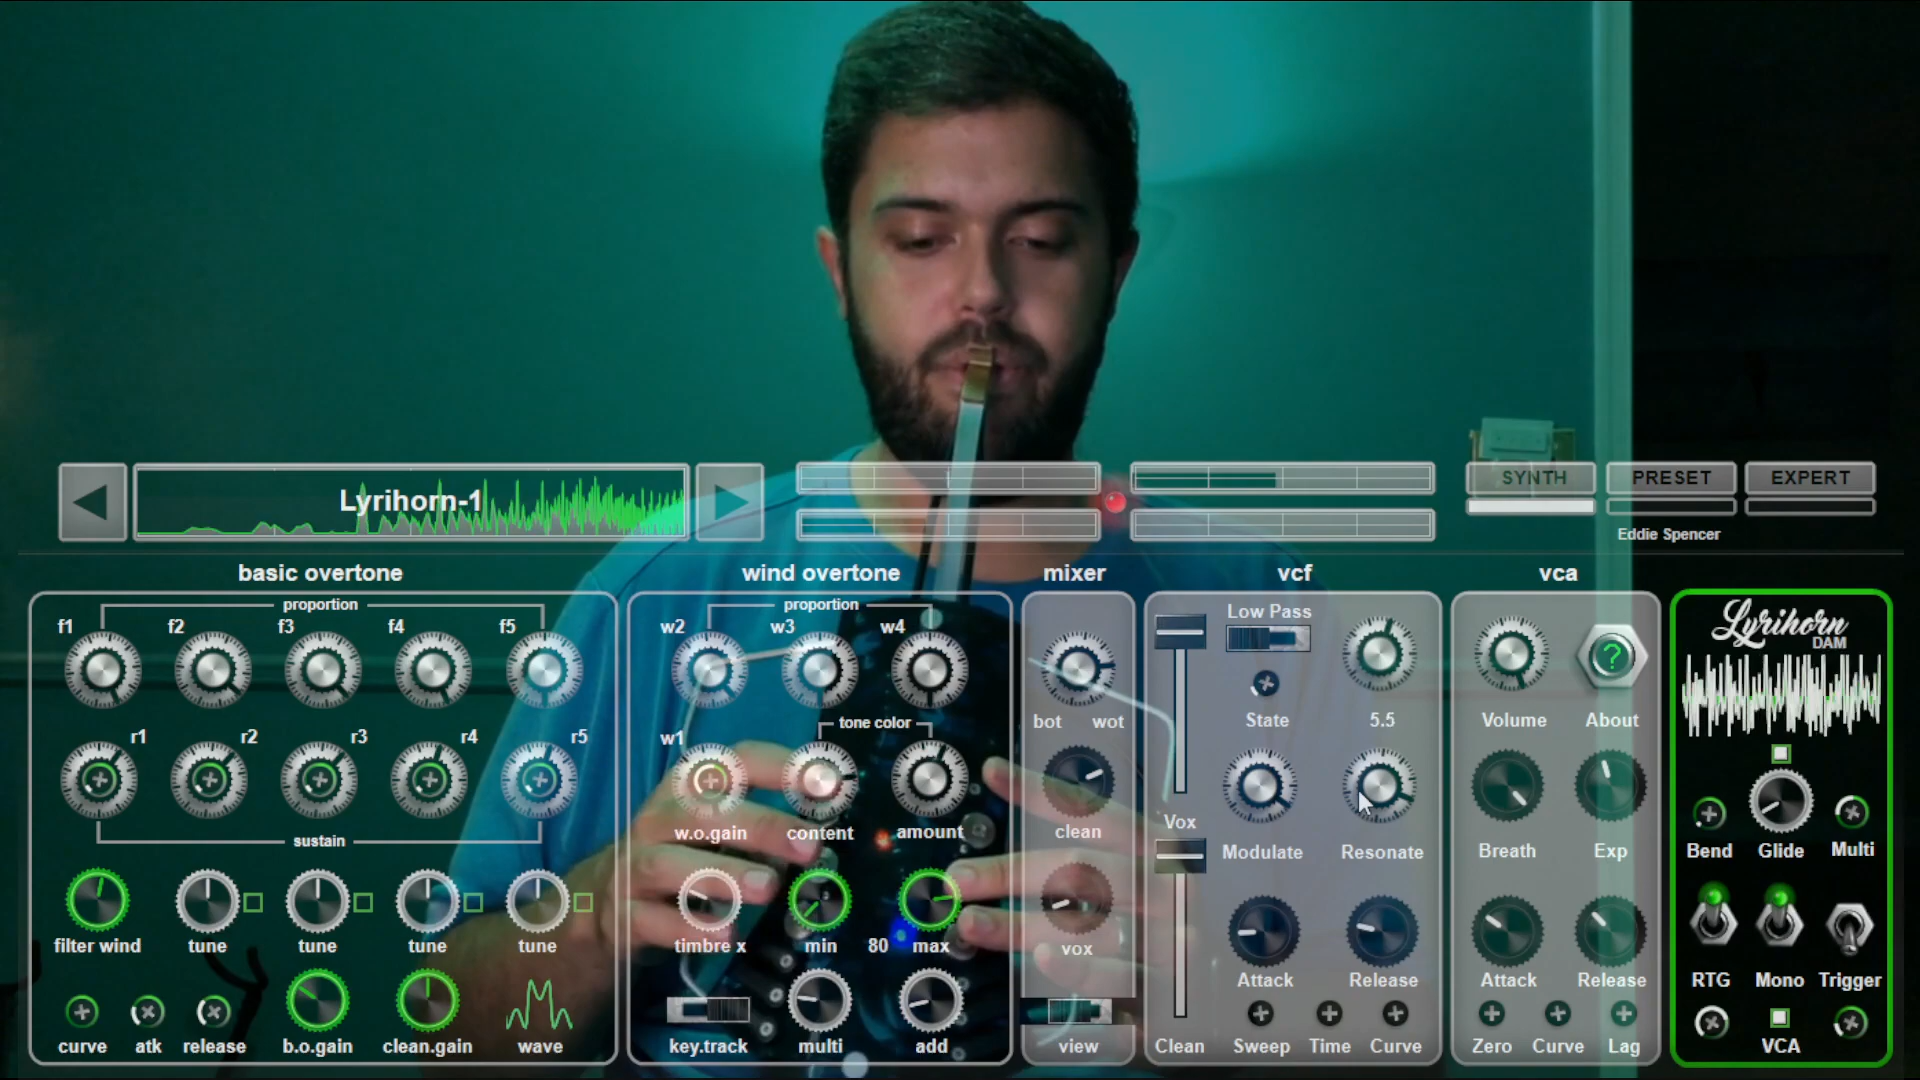 Lyrihorn-1
SYNTH PRESET EXPERT
Eddie Spencer
basic overtone
proportion
f1 f2 f3 f4 f5
r1 r2 r3 r4 r5
sustain
filter wind tune tune tune tune
curve atk release b.o.gain clean.gain wave
wind overtone
proportion
w2 w3 w4
tone color
w1
w.o.gain content amount
timbre x min 80 max
key.track multi add
mixer
bot wot
clean
vox
view
vcf
Low Pass
State 5.5
Vox
Modulate Resonate
Attack Release
Clean Sweep Time Curve
vca
Volume About
?
Breath Exp
Attack Release
Zero Curve Lag
Lyrihorn
DAM
Bend Glide Multi
RTG Mono Trigger
VCA